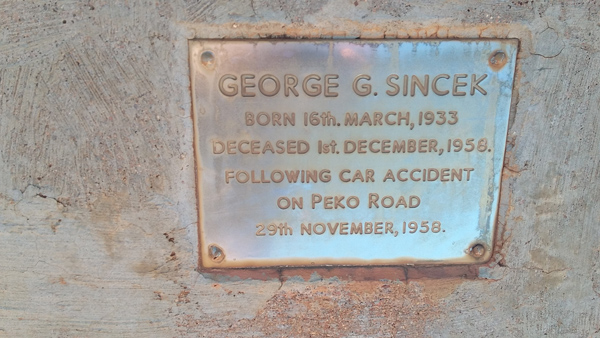 GEORGE G. SINCEK
BORN 16th. MARCH, 1933
DECEASED 1st. DECEMBER, 1958.
FOLLOWING CAR ACCIDENT
ON PEKO ROAD
29th NOVEMBER, 1958.